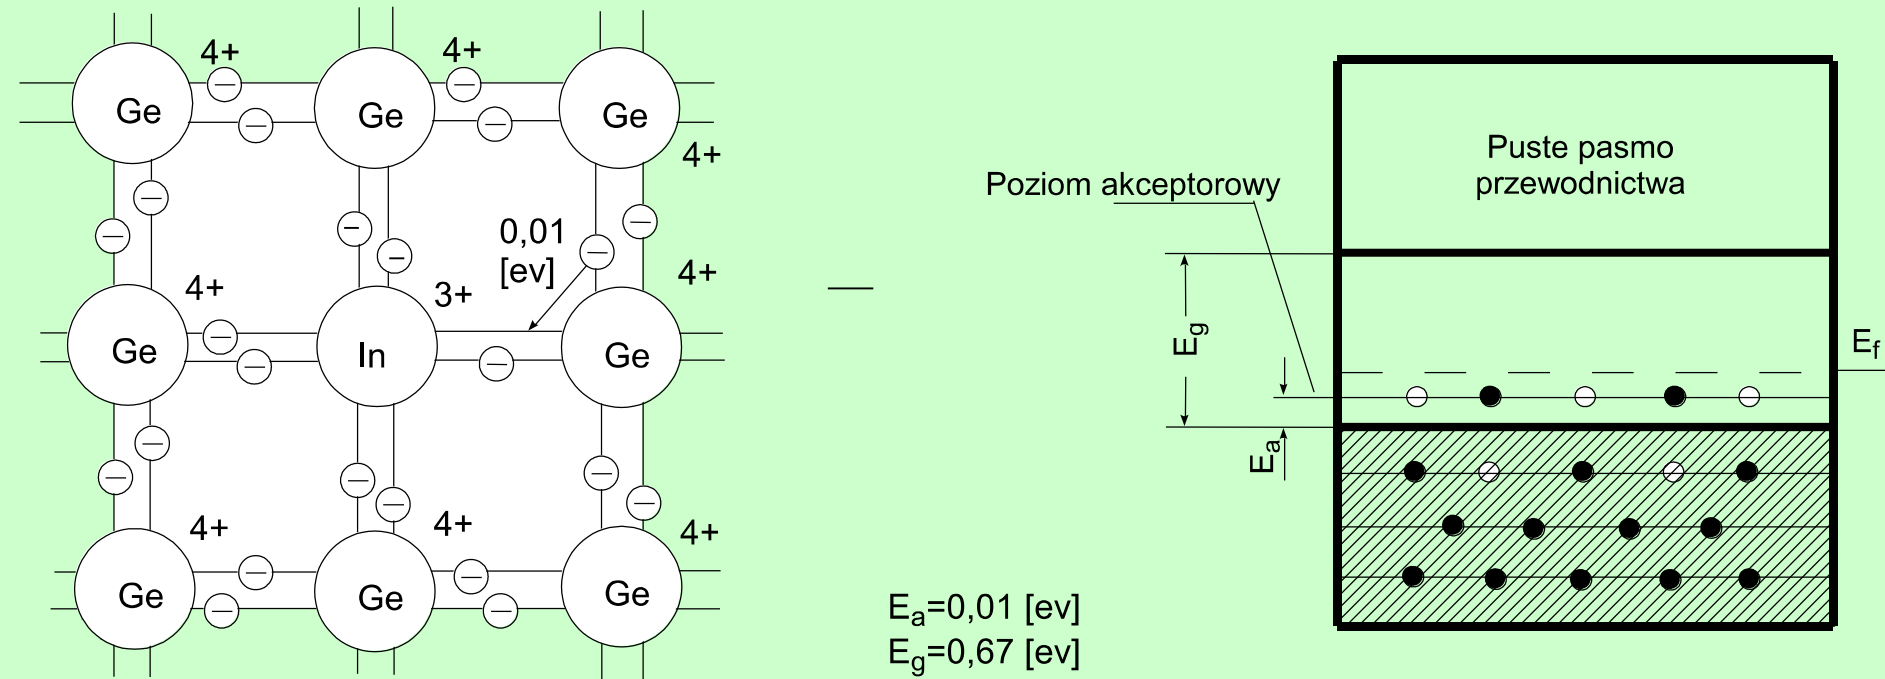 4+
4+
Ge
Ge
Ge
4+
0,01
[ev]
4+
3+
4+
Ge
In
Ge
4+
4+
4+
Ge
Ge
Ge
Puste pasmo
przewodnictwa
Poziom akceptorowy
Eg
Ef
Ea
Ea=0,01 [ev]
Eg=0,67 [ev]